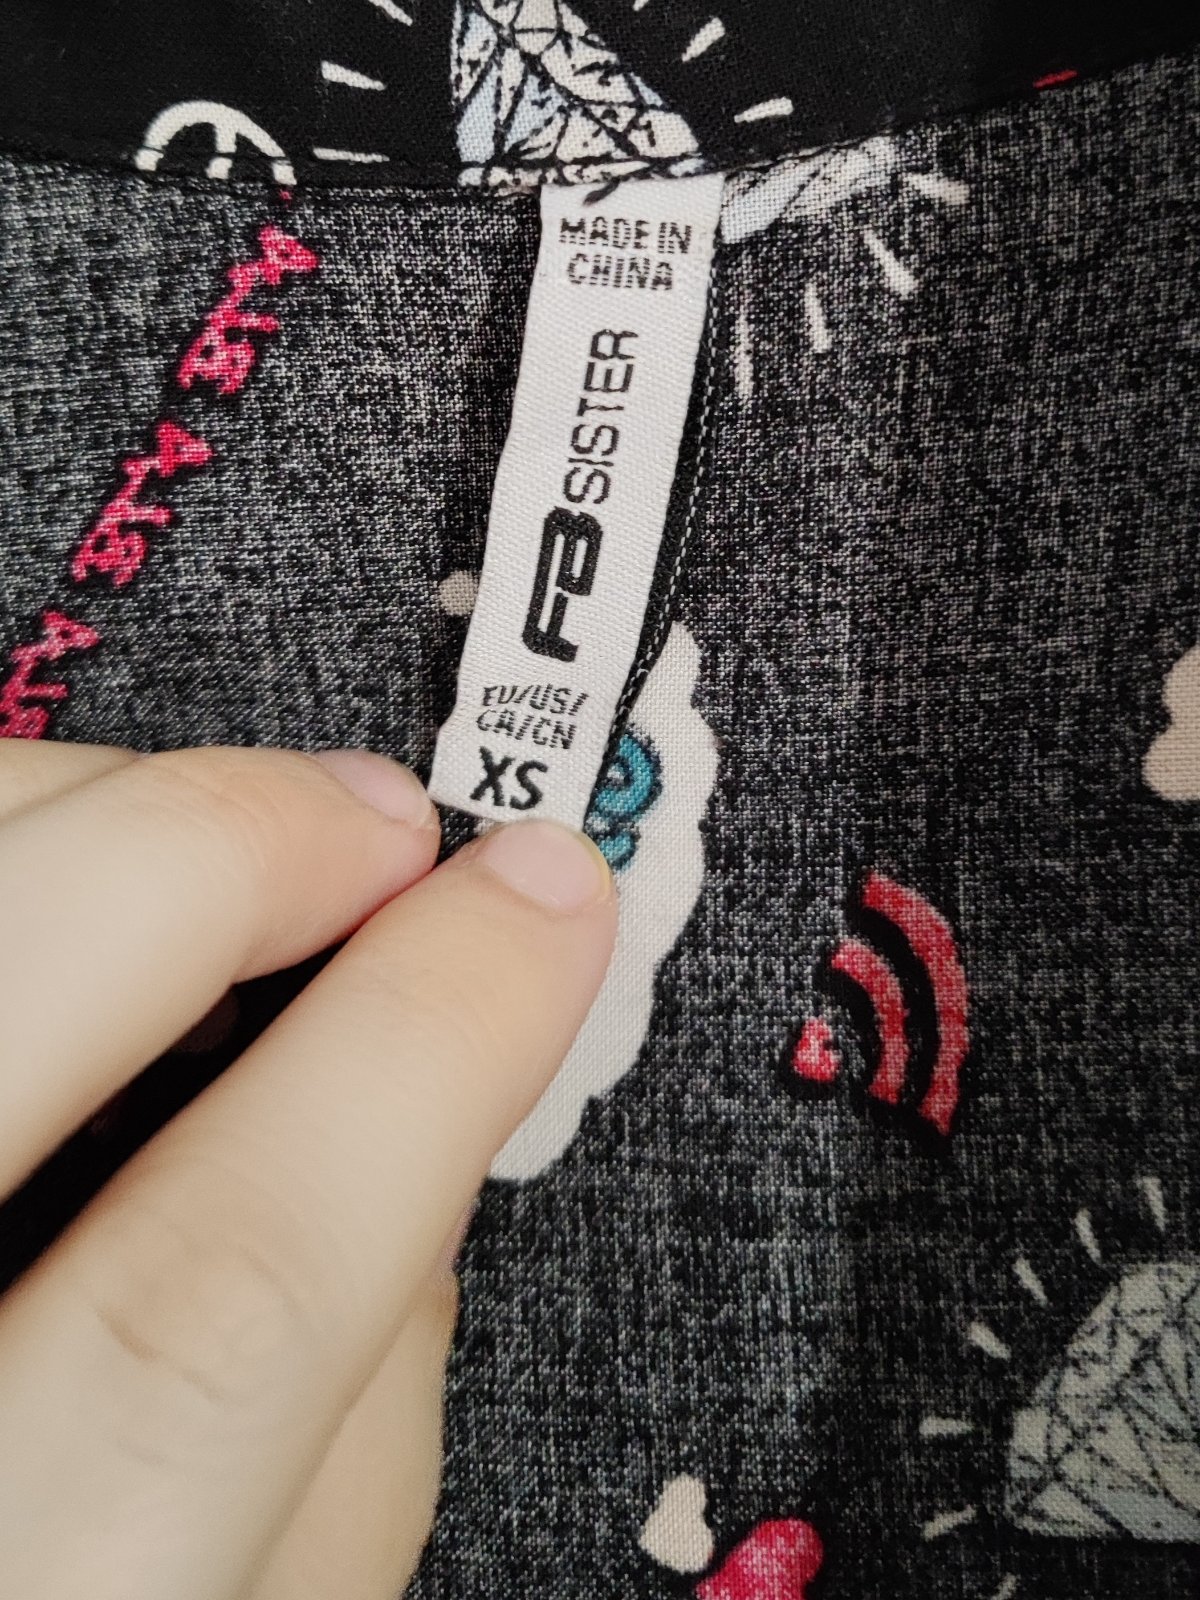 MADE IN
CHINA
FB SISTER
EU/US/
CA/CN
XS